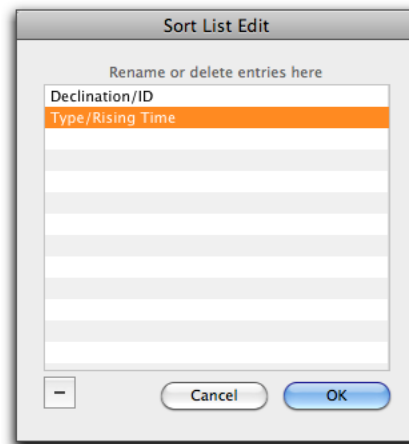 Sort List Edit
Rename or delete entries here
Declination/ID
Type/Rising Time
− Cancel OK